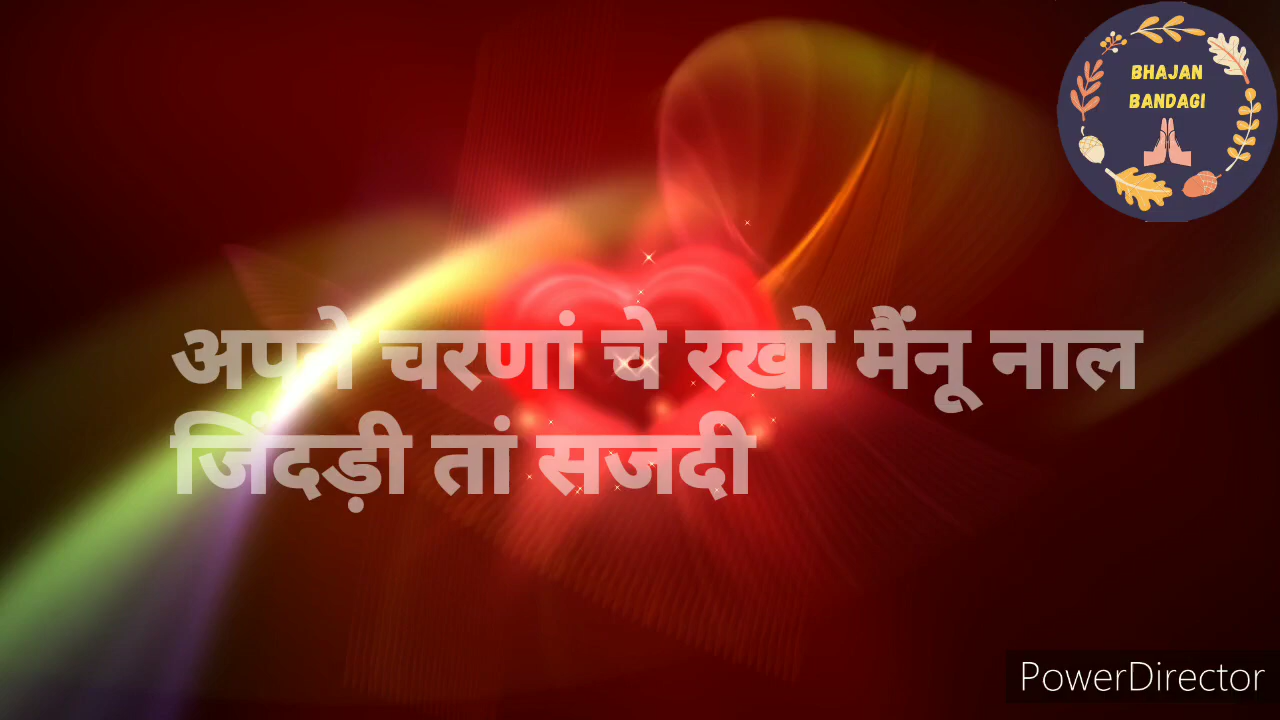 BHAJAN
BANDAGI
अपने चरणां चे रखो मैंनू नाल
जिंदड़ी तां सजदी
PowerDirector